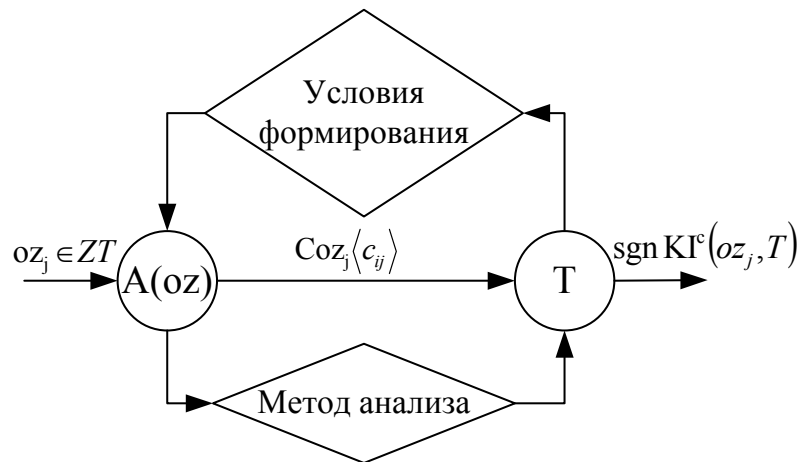 Условия
формирования
oz_j ∈ ZT
A(oz)
Coz_j⟨c_ij⟩
T
sgn KI^c(oz_j, T)
Метод анализа